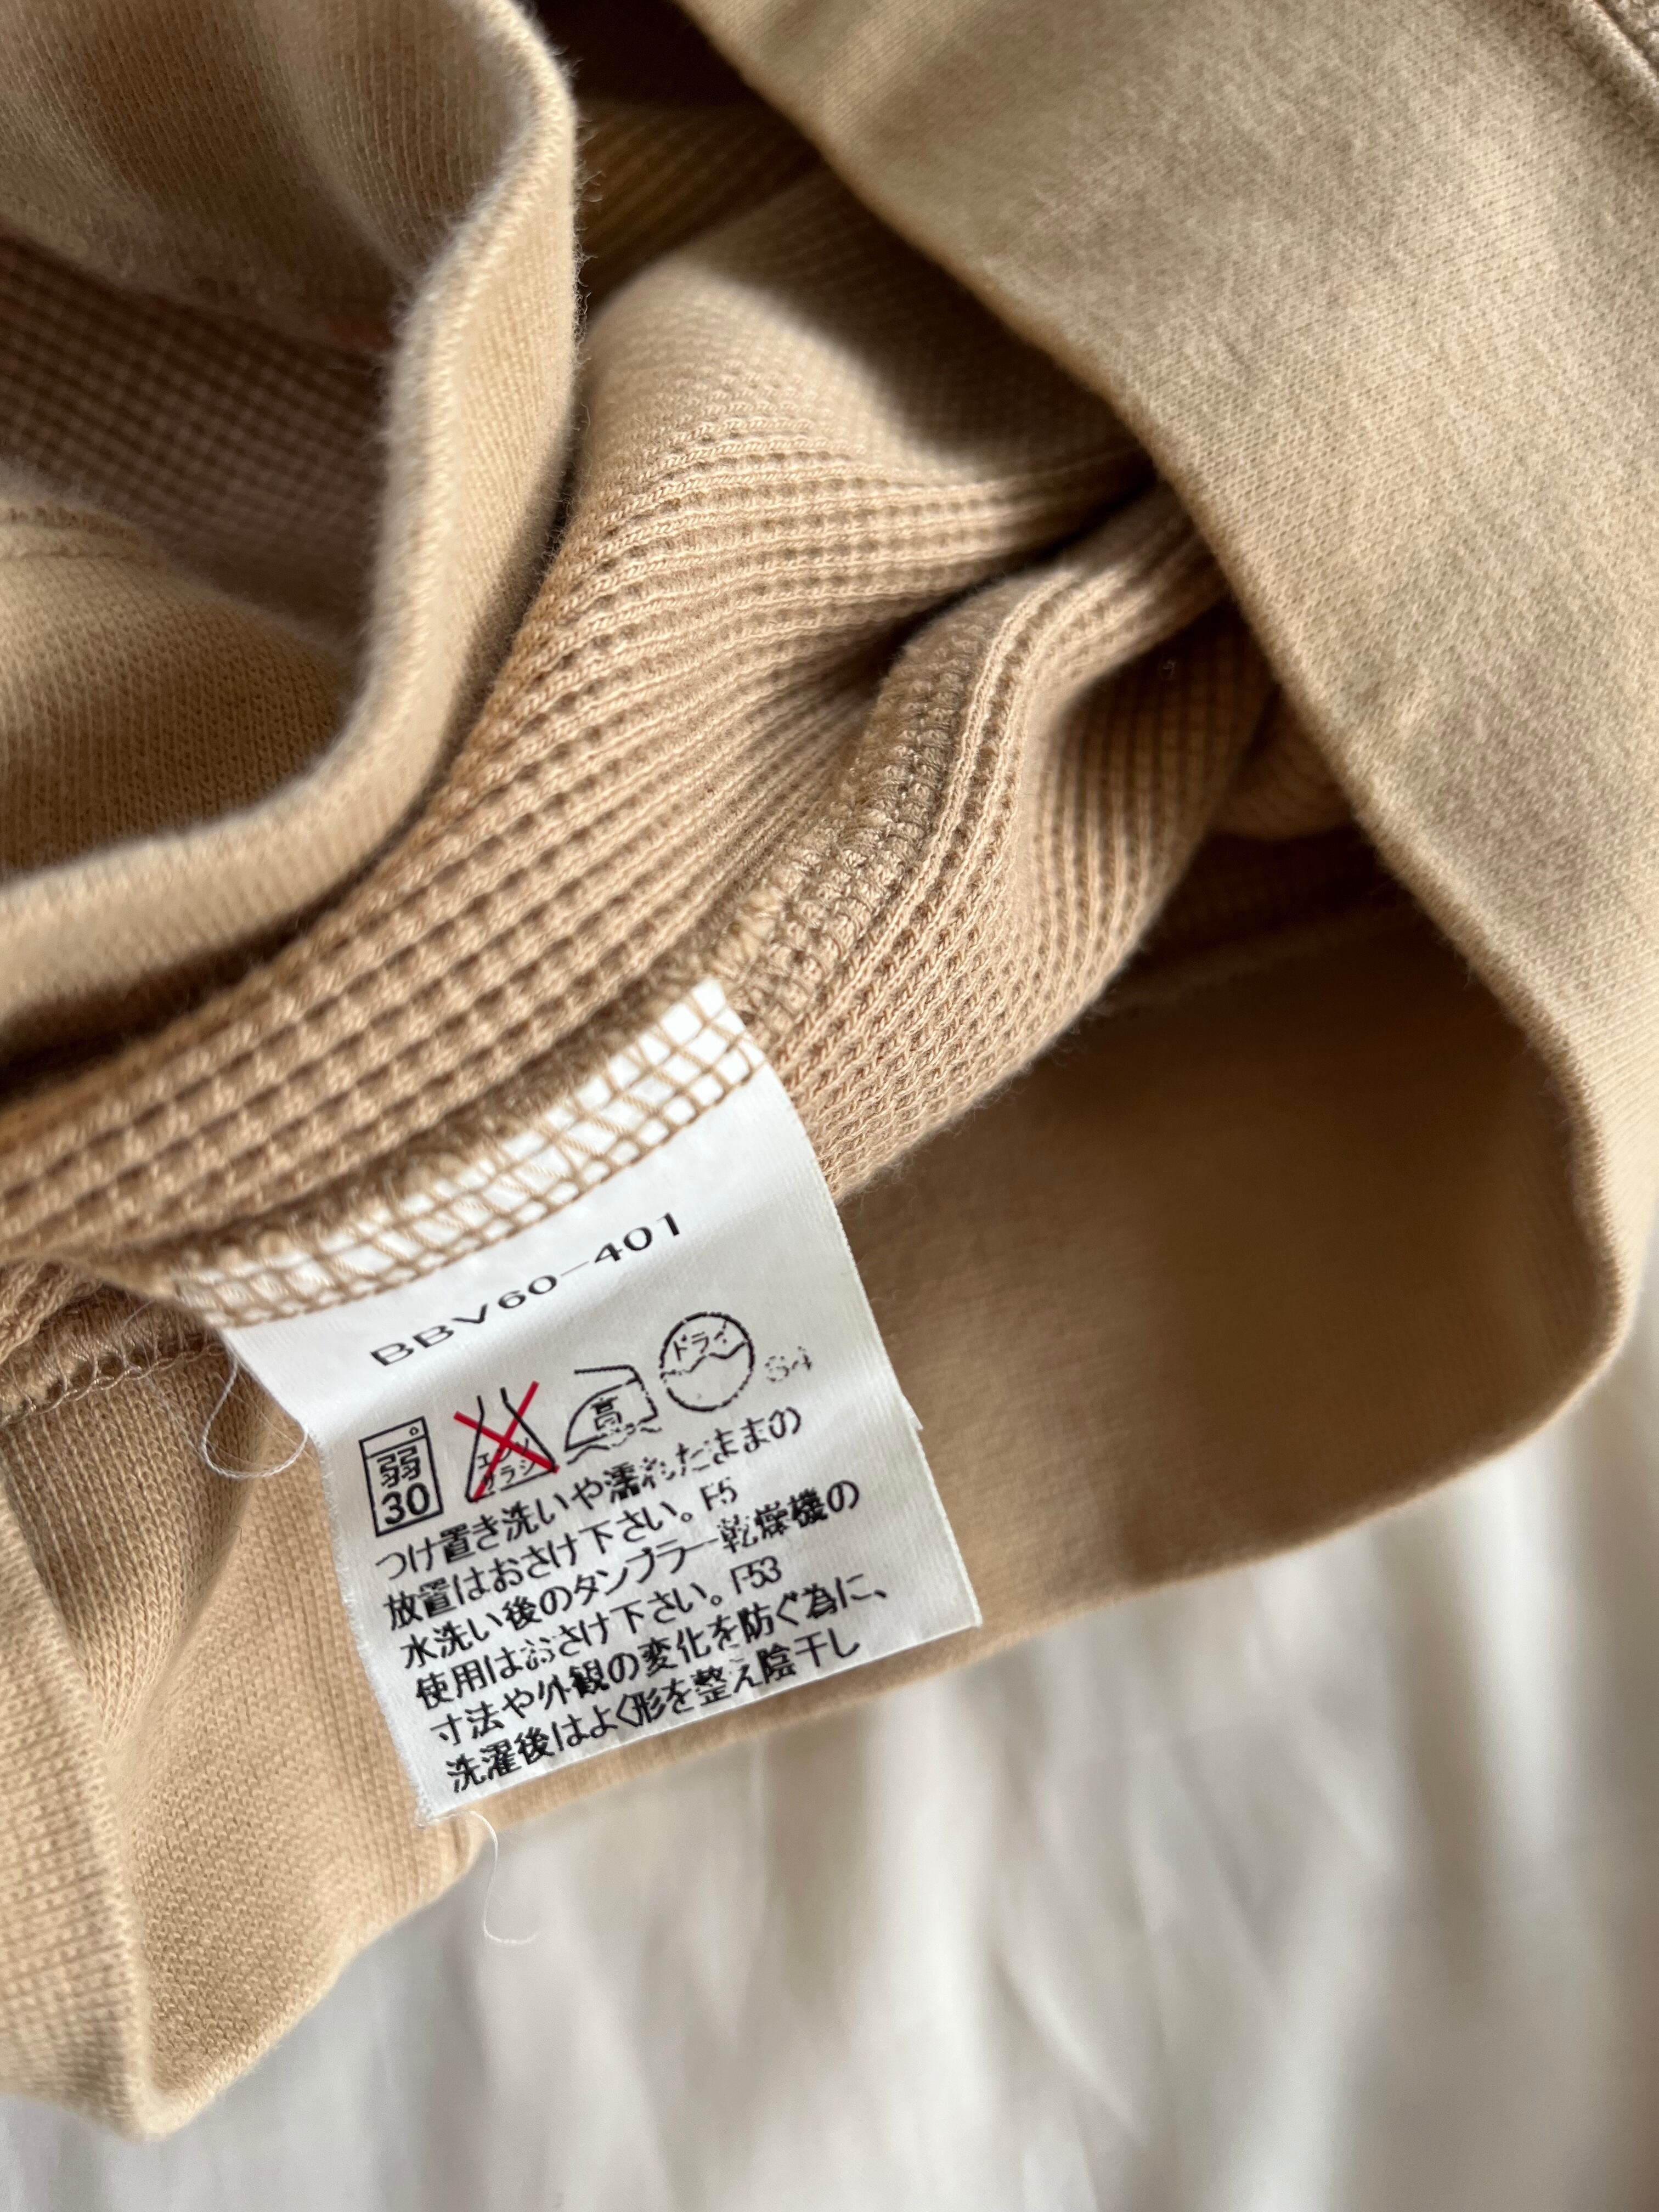 BBV60-401
弱
30
エンソ
サラシ
高
ドライ
S4
つけ置き洗いや濡れたままの
放置はおさけ下さい。F5
水洗い後のタンブラー乾燥機の
使用はおさけ下さい。F53
寸法や外観の変化を防ぐ為に、
洗濯後はよく形を整え陰干し